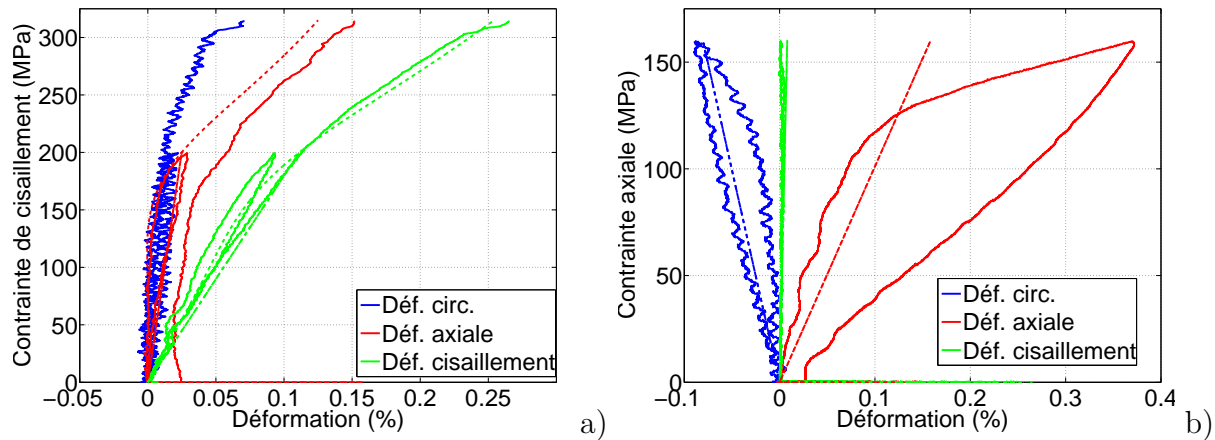 Contrainte de cisaillement (MPa)
300
250
200
150
100
50
0
−0.05 0 0.05 0.1 0.15 0.2 0.25
Déformation (%)
Déf. circ.
Déf. axiale
Déf. cisaillement
a)
Contrainte axiale (MPa)
150
100
50
0
−0.1 0 0.1 0.2 0.3 0.4
Déformation (%)
Déf. circ.
Déf. axiale
Déf. cisaillement
b)